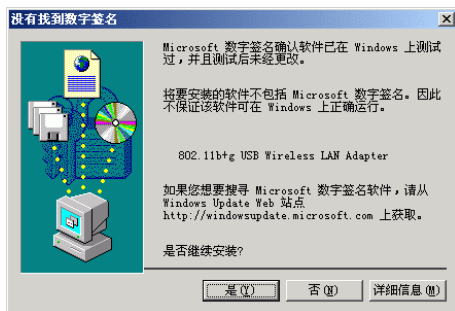 没有找到数字签名
Microsoft 数字签名确认软件已在 Windows 上测试
过，并且测试后未经更改。
将要安装的软件不包括 Microsoft 数字签名。因此
不保证该软件可在 Windows 上正确运行。
802.11b+g USB Wireless LAN Adapter
如果您想要搜寻 Microsoft 数字签名软件，请从
Windows Update Web 站点
http://windowsupdate.microsoft.com 上获取。
是否继续安装?
是(Y) 否(N) 详细信息(M)